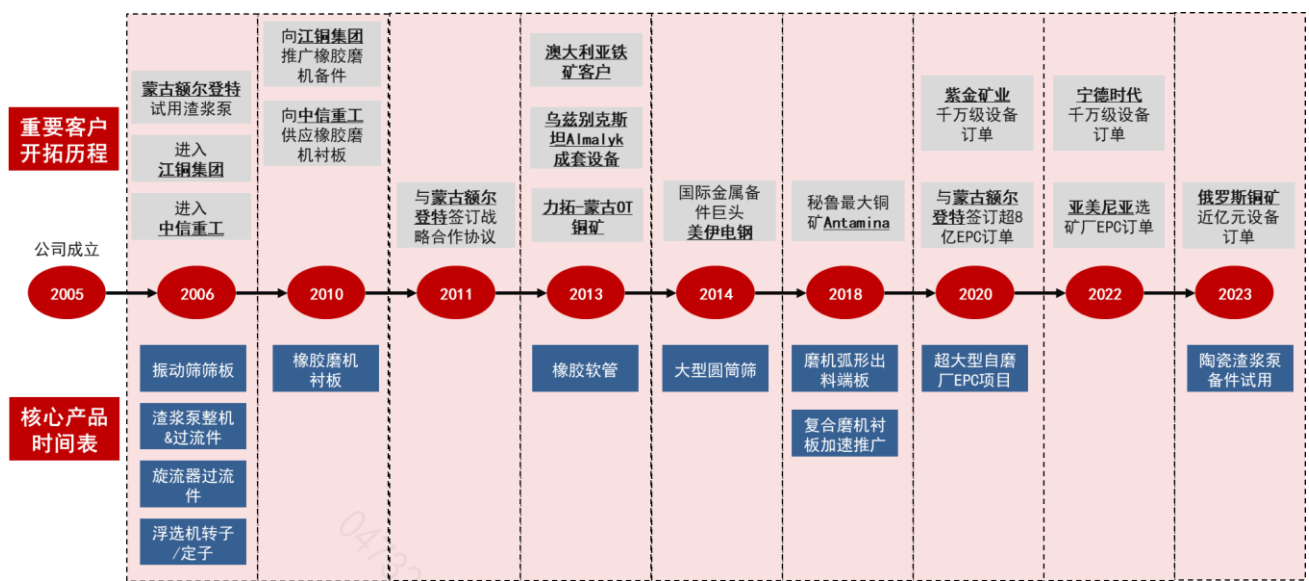 重要客户
开拓历程
蒙古额尔登特
试用渣浆泵
进入
江铜集团
进入
中信重工
向江铜集团
推广橡胶磨
机备件
向中信重工
供应橡胶磨
机衬板
与蒙古额尔
登特签订战
略合作协议
澳大利亚铁
矿客户
乌兹别克斯
坦Almalyk
成套设备
力拓-蒙古OT
铜矿
国际金属备
件巨头
美伊电钢
秘鲁最大铜
矿Antamina
紫金矿业
千万级设备
订单
与蒙古额尔
登特签订超8
亿EPC订单
宁德时代
千万级设备
订单
亚美尼亚选
矿厂EPC订单
俄罗斯铜矿
近亿元设备
订单
公司成立
2005
2006
2010
2011
2013
2014
2018
2020
2022
2023
核心产品
时间表
振动筛筛板
渣浆泵整机
&过流件
旋流器过流
件
浮选机转子
/定子
橡胶磨机
衬板
橡胶软管
大型圆筒筛
磨机弧形出
料端板
复合磨机衬
板加速推广
超大型自磨
厂EPC项目
陶瓷渣浆泵
备件试用